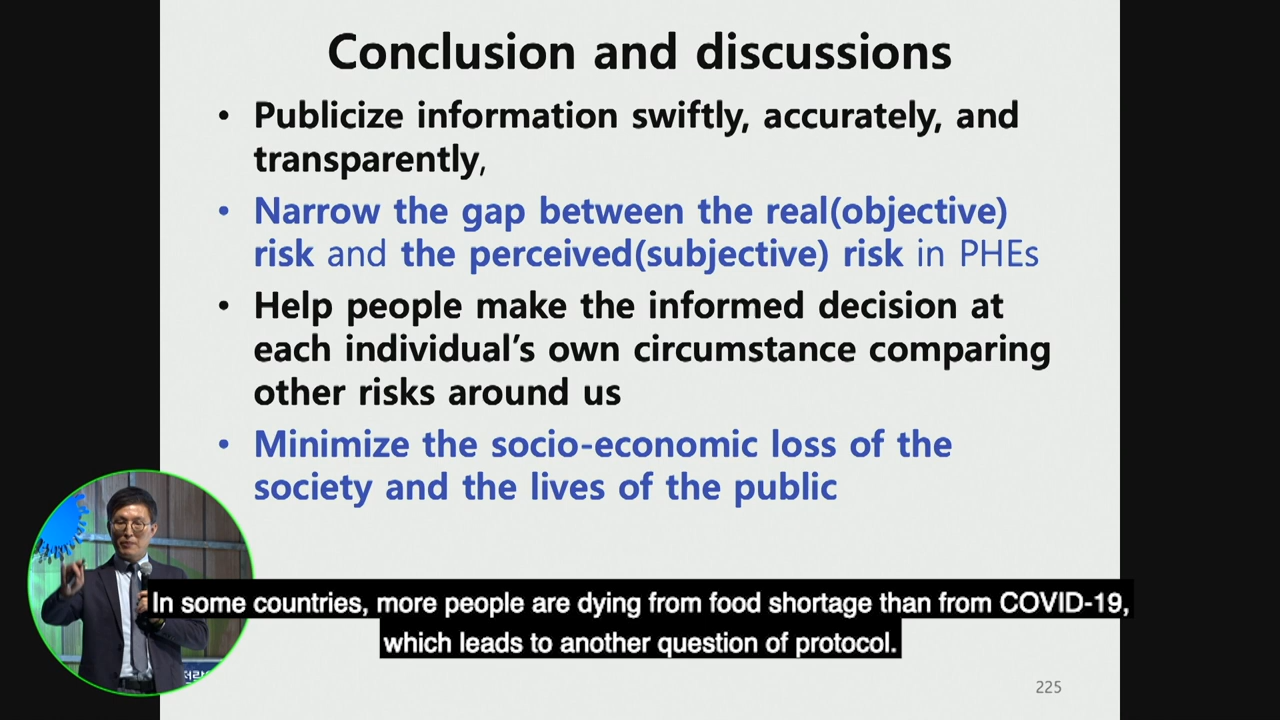 Conclusion and discussions
• Publicize information swiftly, accurately, and
transparently,
• Narrow the gap between the real(objective)
risk and the perceived(subjective) risk in PHEs
• Help people make the informed decision at
each individual’s own circumstance comparing
other risks around us
• Minimize the socio-economic loss of the
society and the lives of the public
In some countries, more people are dying from food shortage than from COVID-19,
which leads to another question of protocol.
전략
225